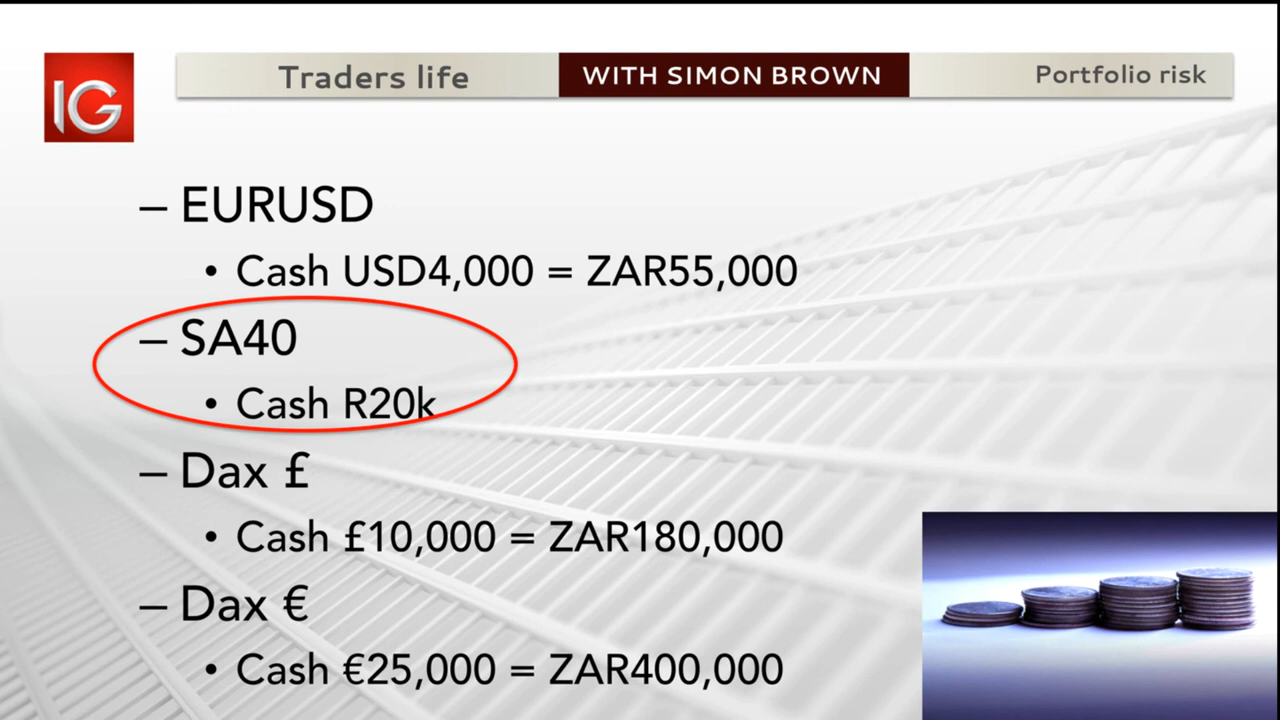 IG
Traders life
WITH SIMON BROWN
Portfolio risk
– EURUSD
• Cash USD4,000 = ZAR55,000
– SA40
• Cash R20k
– Dax £
• Cash £10,000 = ZAR180,000
– Dax €
• Cash €25,000 = ZAR400,000